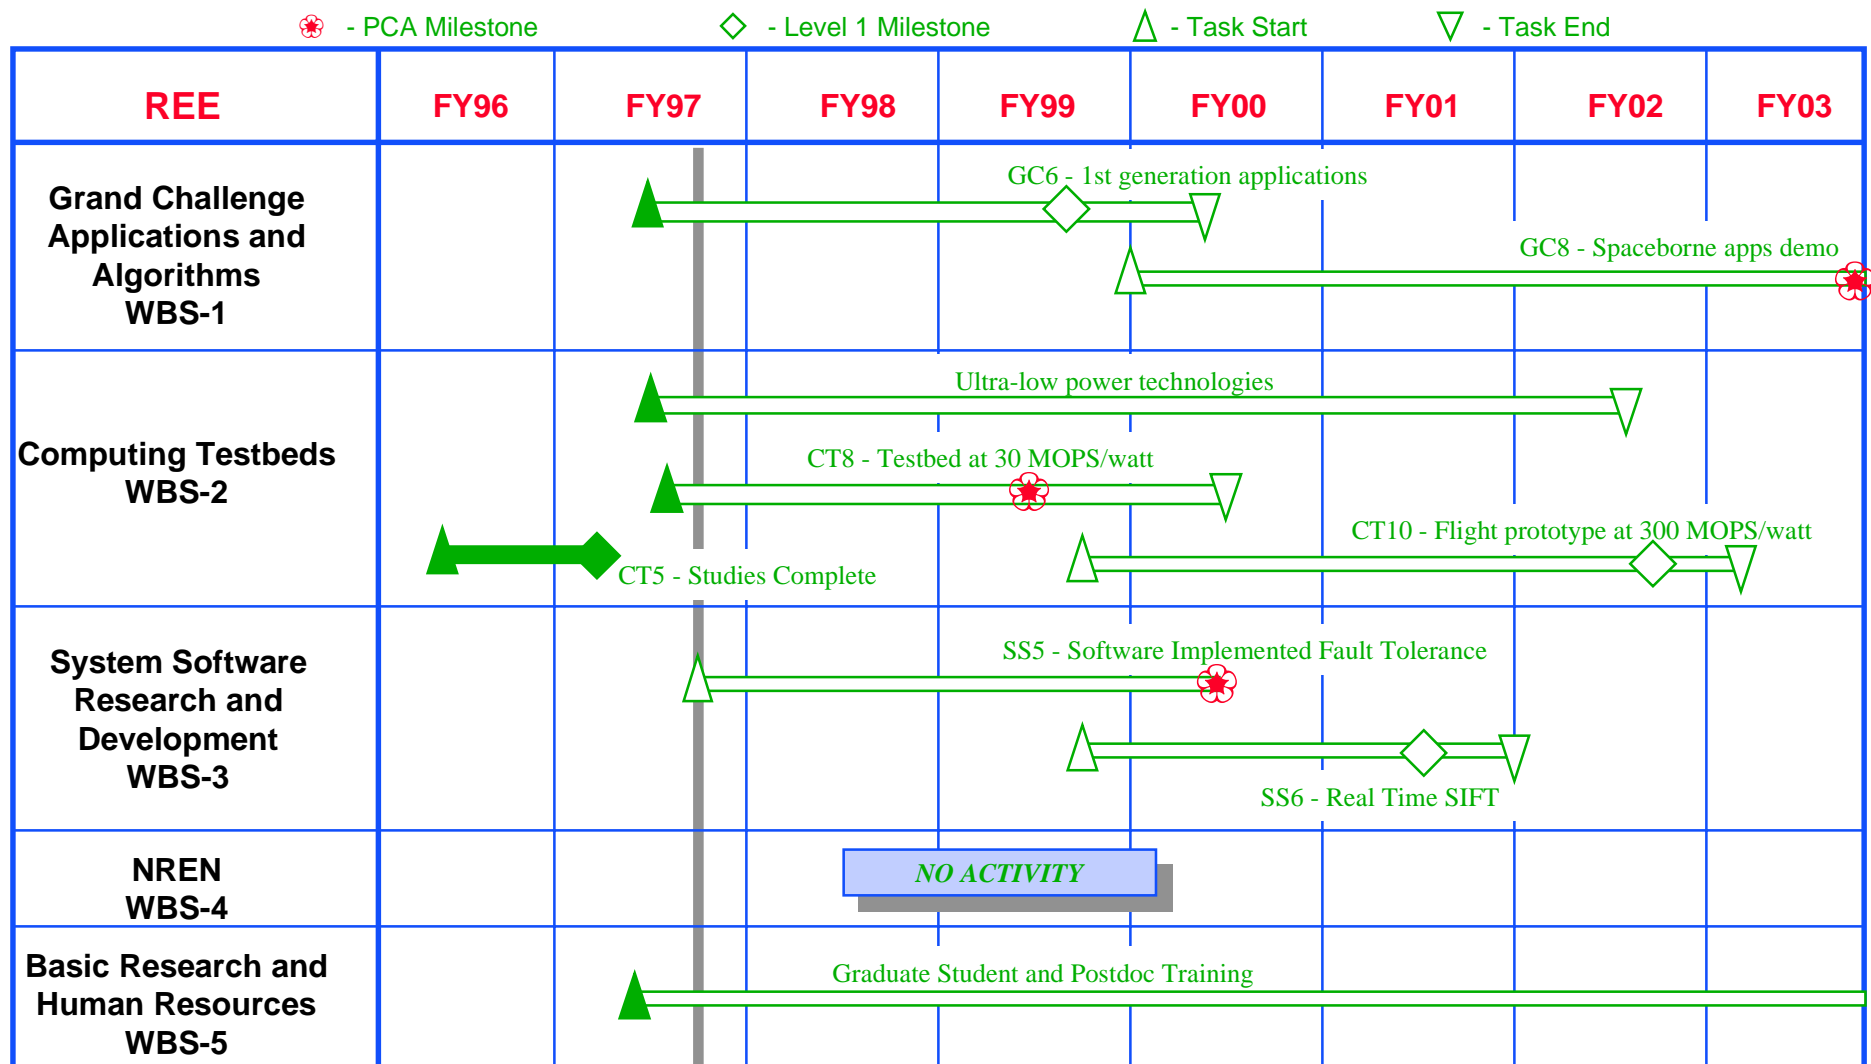 - PCA Milestone
- Level 1 Milestone
- Task Start
- Task End
REE
FY96
FY97
FY98
FY99
FY00
FY01
FY02
FY03
Grand Challenge
Applications and
Algorithms
WBS-1
GC6 - 1st generation applications
GC8 - Spaceborne apps demo
Computing Testbeds
WBS-2
Ultra-low power technologies
CT8 - Testbed at 30 MOPS/watt
CT10 - Flight prototype at 300 MOPS/watt
CT5 - Studies Complete
System Software
Research and
Development
WBS-3
SS5 - Software Implemented Fault Tolerance
SS6 - Real Time SIFT
NREN
WBS-4
NO ACTIVITY
Basic Research and
Human Resources
WBS-5
Graduate Student and Postdoc Training